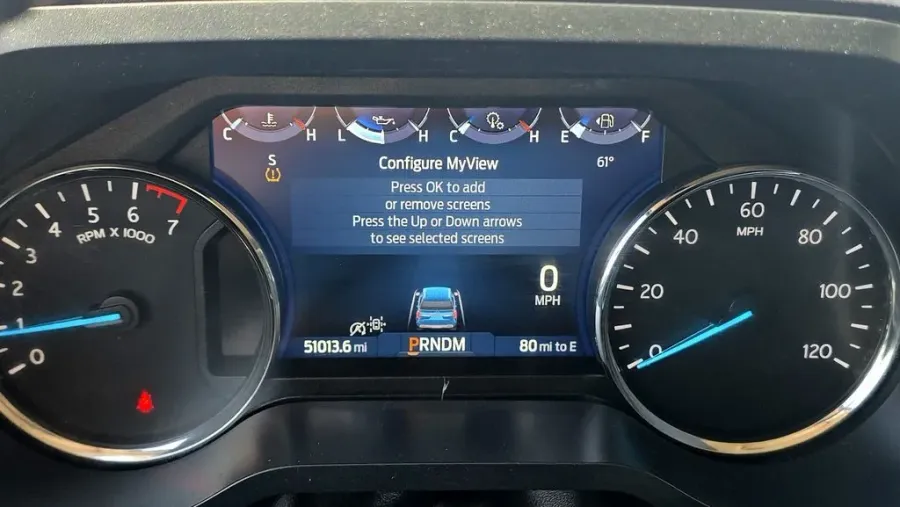 C H
L H
C H
E F
S
Configure MyView
61°
Press OK to add
or remove screens
Press the Up or Down arrows
to see selected screens
0
MPH
51013.6 mi
PRNDM
80 mi to E
0
1
2
3
4
5
6
7
RPM X 1000
0
20
40
60
80
100
120
MPH